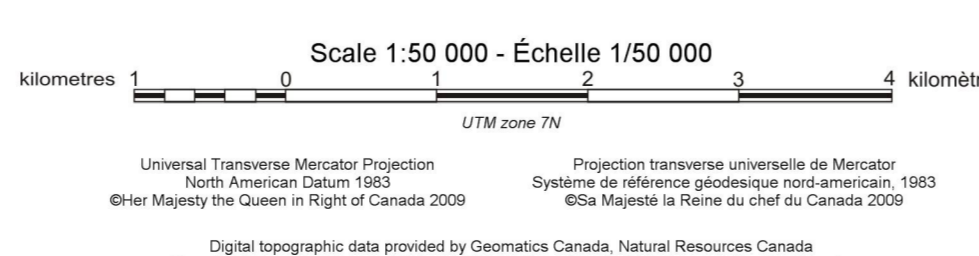 Scale 1:50 000 - Échelle 1/50 000
kilometres 1 0 1 2 3 4 kilomètr
UTM zone 7N
Universal Transverse Mercator Projection
North American Datum 1983
©Her Majesty the Queen in Right of Canada 2009
Projection transverse universelle de Mercator
Système de référence géodesique nord-americain, 1983
©Sa Majesté la Reine du chef du Canada 2009
Digital topographic data provided by Geomatics Canada, Natural Resources Canada